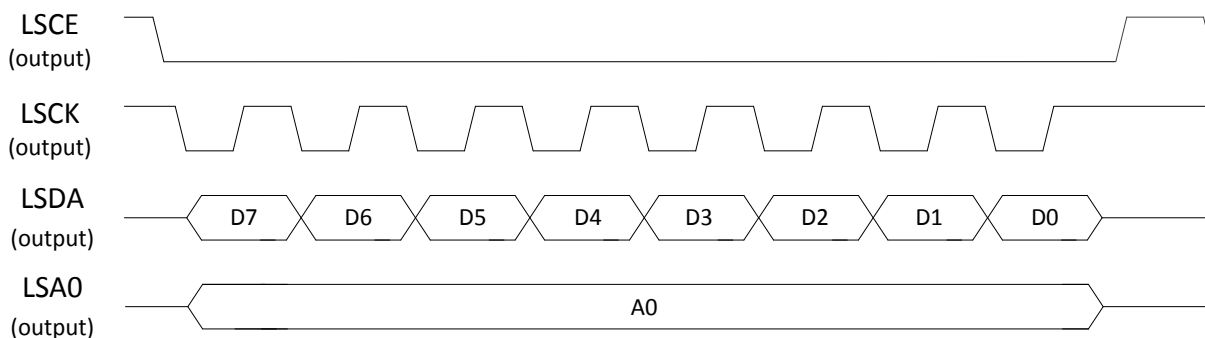 LSCE
(output)
LSCK
(output)
LSDA
(output)
D7 D6 D5 D4 D3 D2 D1 D0
LSA0
(output)
A0